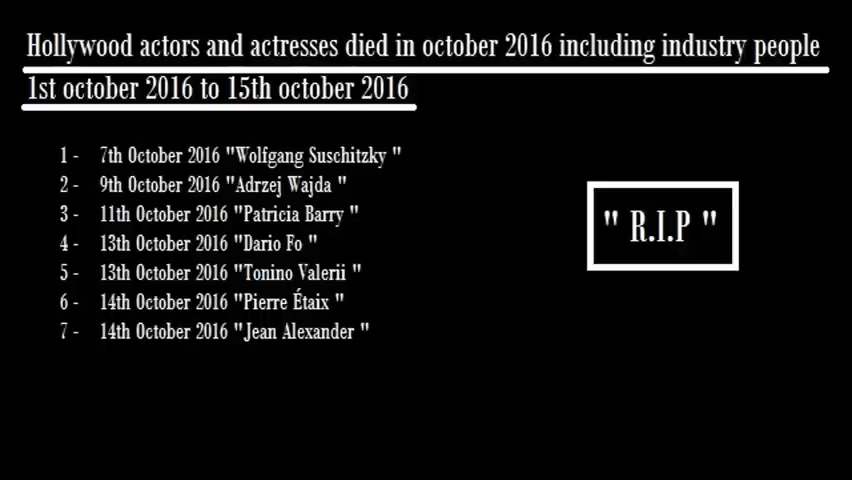 Hollywood actors and actresses died in october 2016 including industry people
1st october 2016 to 15th october 2016
1 - 7th October 2016 "Wolfgang Suschitzky "
2 - 9th October 2016 "Adrzej Wajda "
3 - 11th October 2016 "Patricia Barry "
4 - 13th October 2016 "Dario Fo "
5 - 13th October 2016 "Tonino Valerii "
6 - 14th October 2016 "Pierre Étaix "
7 - 14th October 2016 "Jean Alexander "
" R.I.P "